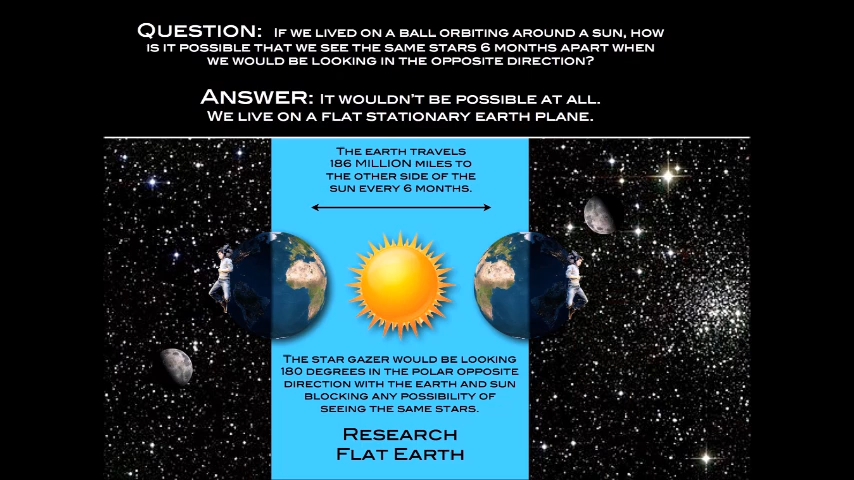 QUESTION: IF WE LIVED ON A BALL ORBITING AROUND A SUN, HOW
IS IT POSSIBLE THAT WE SEE THE SAME STARS 6 MONTHS APART WHEN
WE WOULD BE LOOKING IN THE OPPOSITE DIRECTION?
ANSWER: IT WOULDN'T BE POSSIBLE AT ALL.
WE LIVE ON A FLAT STATIONARY EARTH PLANE.
THE EARTH TRAVELS
186 MILLION MILES TO
THE OTHER SIDE OF THE
SUN EVERY 6 MONTHS.
THE STAR GAZER WOULD BE LOOKING
180 DEGREES IN THE POLAR OPPOSITE
DIRECTION WITH THE EARTH AND SUN
BLOCKING ANY POSSIBILITY OF
SEEING THE SAME STARS.
RESEARCH
FLAT EARTH